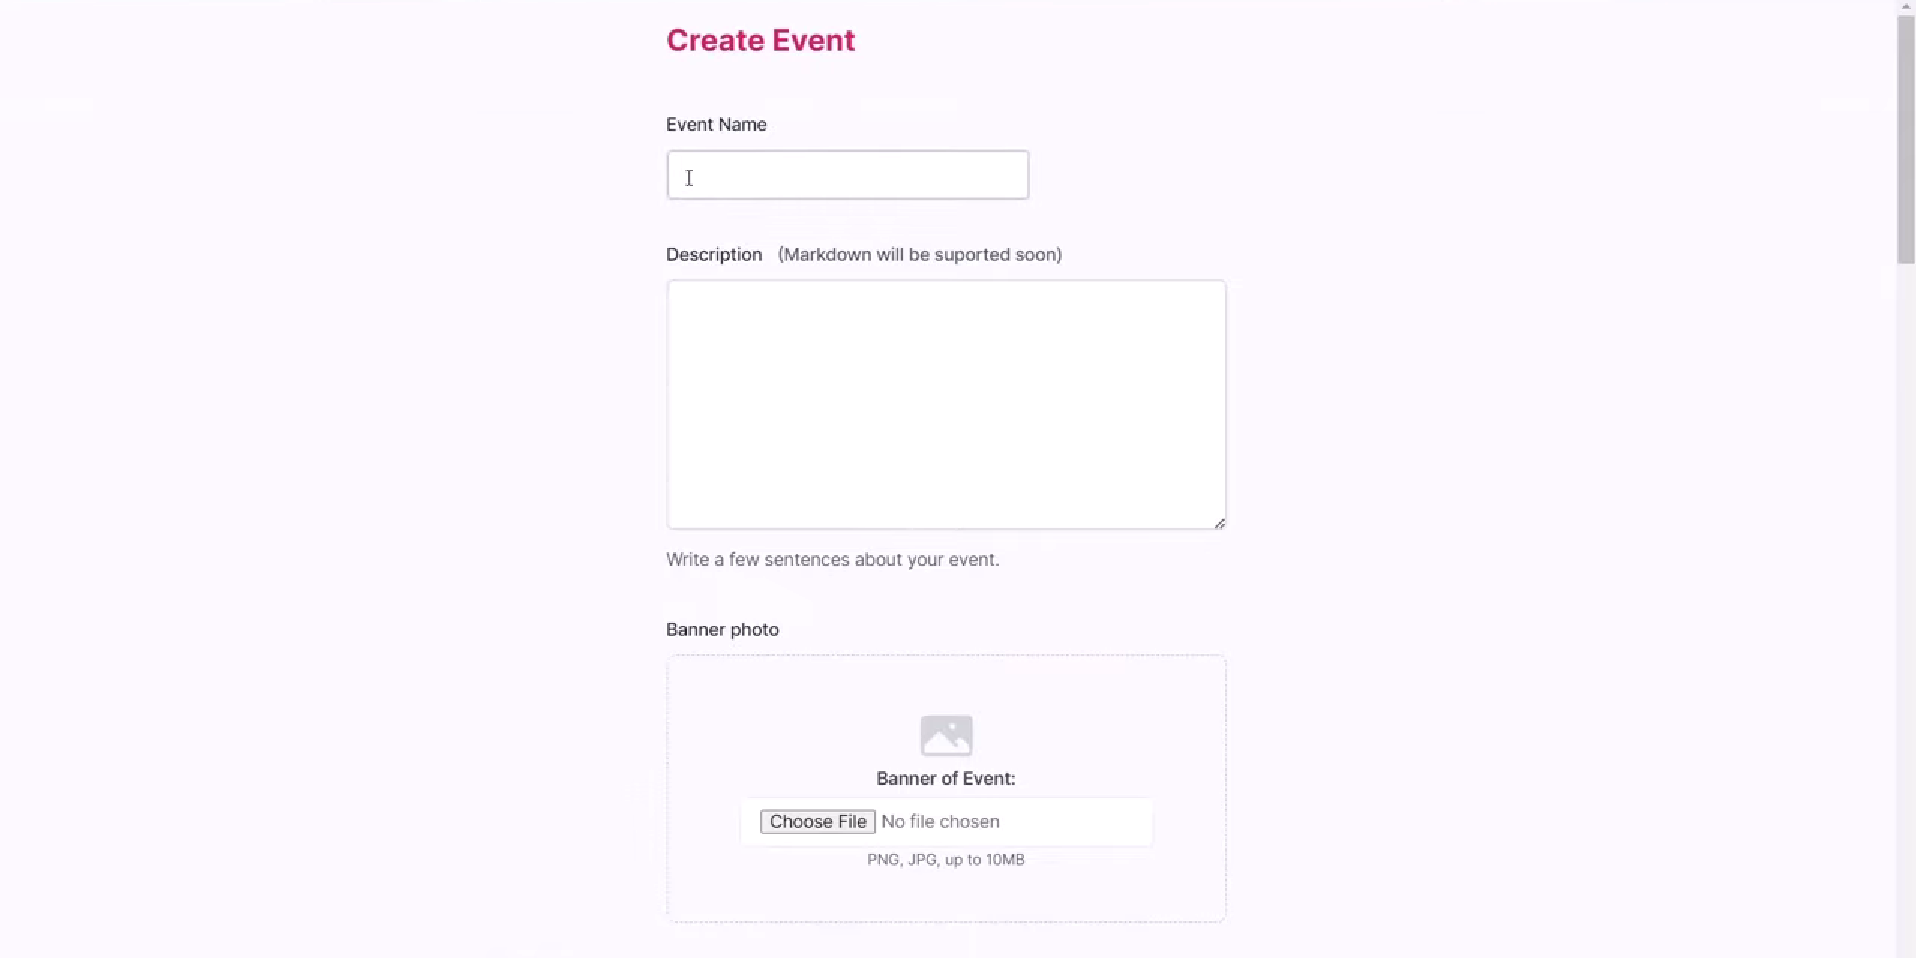 Create Event
Event Name
Description (Markdown will be suported soon)
Write a few sentences about your event.
Banner photo
Banner of Event:
Choose File No file chosen
PNG, JPG, up to 10MB